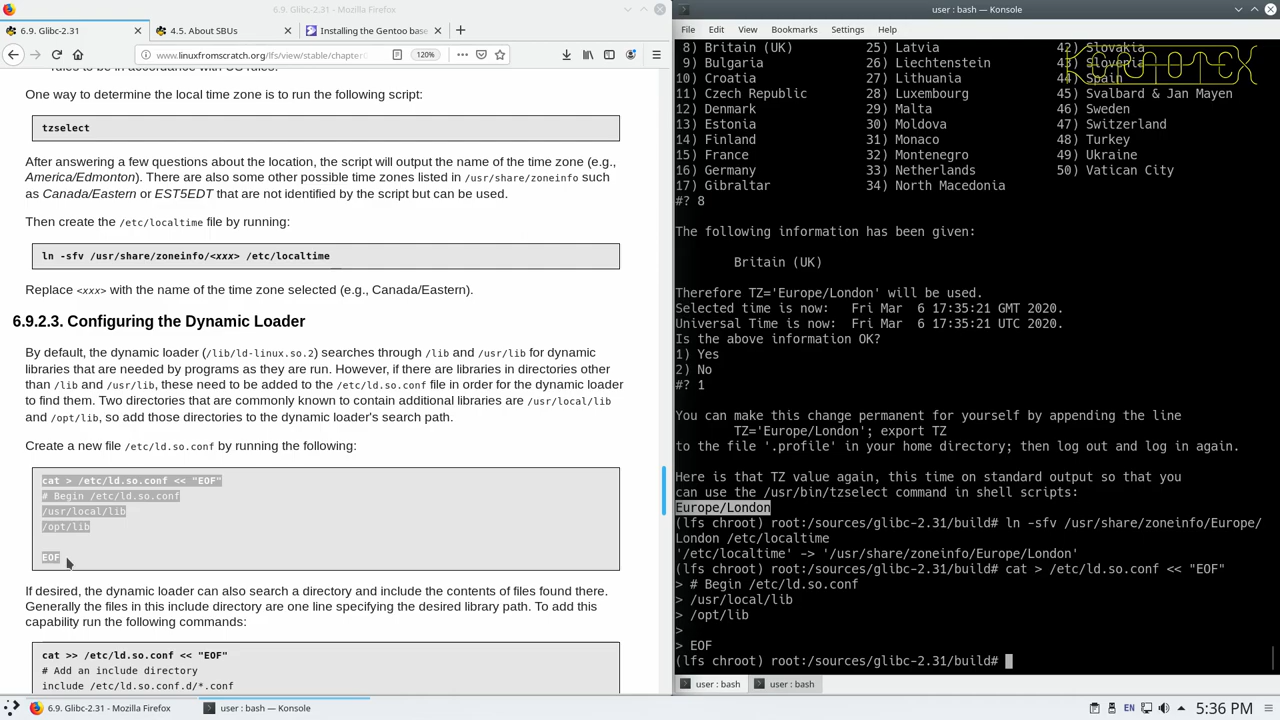 6.9. Glibc-2.31 - Mozilla Firefox
6.9. Glibc-2.31
4.5. About SBUs
Installing the Gentoo base
www.linuxfromscratch.org/lfs/view/stable/chapter
120%
One way to determine the local time zone is to run the following script:
tzselect
After answering a few questions about the location, the script will output the name of the time zone (e.g.,
America/Edmonton). There are also some other possible time zones listed in /usr/share/zoneinfo such
as Canada/Eastern or EST5EDT that are not identified by the script but can be used.
Then create the /etc/localtime file by running:
ln -sfv /usr/share/zoneinfo/<xxx> /etc/localtime
Replace <xxx> with the name of the time zone selected (e.g., Canada/Eastern).
6.9.2.3. Configuring the Dynamic Loader
By default, the dynamic loader (/lib/ld-linux.so.2) searches through /lib and /usr/lib for dynamic
libraries that are needed by programs as they are run. However, if there are libraries in directories other
than /lib and /usr/lib, these need to be added to the /etc/ld.so.conf file in order for the dynamic loader
to find them. Two directories that are commonly known to contain additional libraries are /usr/local/lib
and /opt/lib, so add those directories to the dynamic loader's search path.
Create a new file /etc/ld.so.conf by running the following:
cat > /etc/ld.so.conf << "EOF"
# Begin /etc/ld.so.conf
/usr/local/lib
/opt/lib
EOF
If desired, the dynamic loader can also search a directory and include the contents of files found there.
Generally the files in this include directory are one line specifying the desired library path. To add this
capability run the following commands:
cat >> /etc/ld.so.conf << "EOF"
# Add an include directory
include /etc/ld.so.conf.d/*.conf
user : bash — Konsole
File Edit View Bookmarks Settings Help
8) Britain (UK) 25) Latvia 42) Slovakia
9) Bulgaria 26) Liechtenstein 43) Slovenia
10) Croatia 27) Lithuania 44) Spain
11) Czech Republic 28) Luxembourg 45) Svalbard & Jan Mayen
12) Denmark 29) Malta 46) Sweden
13) Estonia 30) Moldova 47) Switzerland
14) Finland 31) Monaco 48) Turkey
15) France 32) Montenegro 49) Ukraine
16) Germany 33) Netherlands 50) Vatican City
17) Gibraltar 34) North Macedonia
#? 8
The following information has been given:
Britain (UK)
Therefore TZ='Europe/London' will be used.
Selected time is now: Fri Mar 6 17:35:21 GMT 2020.
Universal Time is now: Fri Mar 6 17:35:21 UTC 2020.
Is the above information OK?
1) Yes
2) No
#? 1
You can make this change permanent for yourself by appending the line
TZ='Europe/London'; export TZ
to the file '.profile' in your home directory; then log out and log in again.
Here is that TZ value again, this time on standard output so that you
can use the /usr/bin/tzselect command in shell scripts:
Europe/London
(lfs chroot) root:/sources/glibc-2.31/build# ln -sfv /usr/share/zoneinfo/Europe/
London /etc/localtime
'/etc/localtime' -> '/usr/share/zoneinfo/Europe/London'
(lfs chroot) root:/sources/glibc-2.31/build# cat > /etc/ld.so.conf << "EOF"
> # Begin /etc/ld.so.conf
> /usr/local/lib
> /opt/lib
>
> EOF
(lfs chroot) root:/sources/glibc-2.31/build#
user : bash
user : bash
6.9. Glibc-2.31 - Mozilla Firefox
user : bash — Konsole
EN
5:36 PM